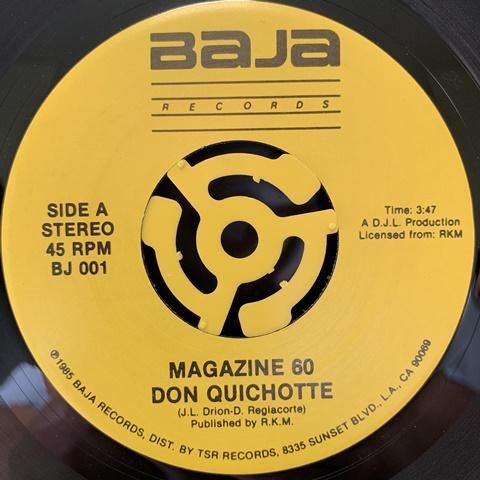 BAJA
RECORDS
SIDE A
STEREO
45 RPM
BJ 001
Time: 3:47
A D.J.L. Production
Licensed from: RKM
MAGAZINE 60
DON QUICHOTTE
(J.L. Drion-D. Regiacorte)
Published by R.K.M.
℗1985 BAJA RECORDS, DIST. BY TSR RECORDS, 8335 SUNSET BLVD., L.A., CA 90069